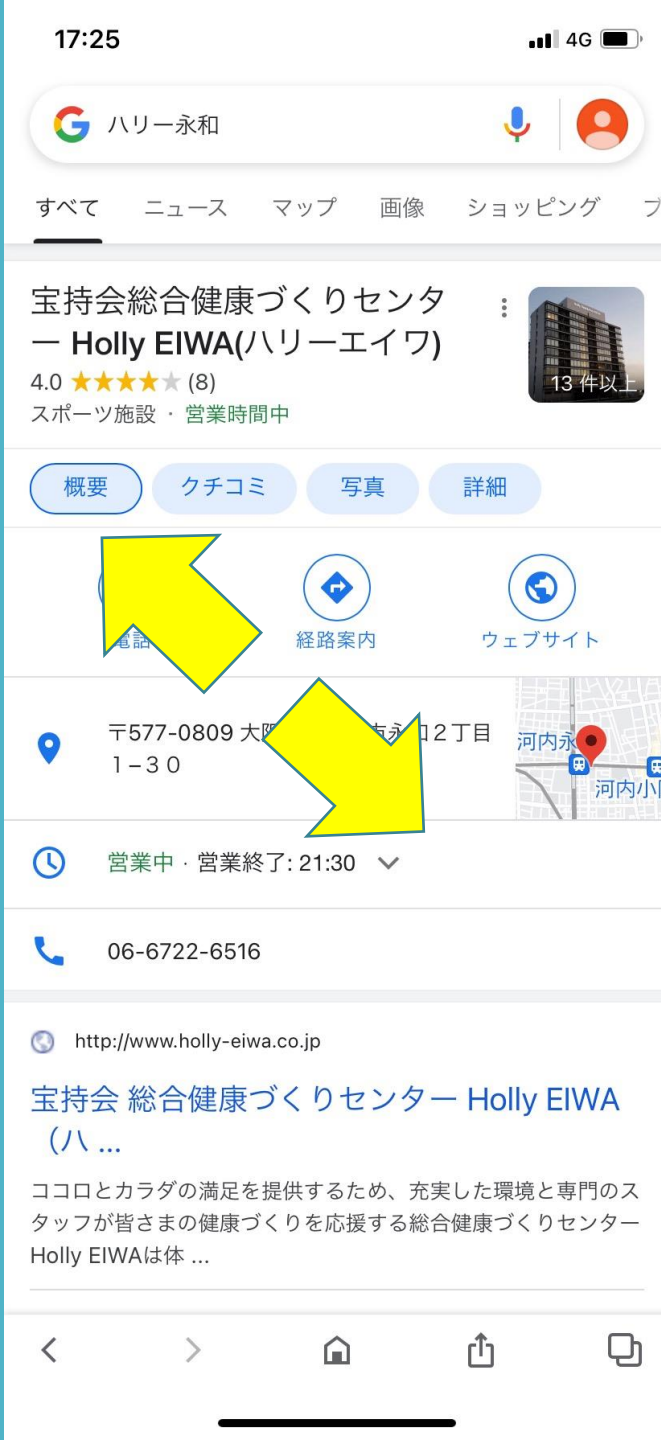 17:25
4G
ハリー永和
すべて ニュース マップ 画像 ショッピング
宝持会総合健康づくりセンタ
ー Holly EIWA(ハリーエイワ)
4.0 ★★★★★ (8)
13 件以上
スポーツ施設 · 営業時間中
概要 クチコミ 写真 詳細
経路案内 ウェブサイト
〒577-0809 2丁目
1−30
河内永
河内小
営業中 · 営業終了: 21:30
06-6722-6516
http://www.holly-eiwa.co.jp
宝持会 総合健康づくりセンター Holly EIWA
（ハ ...
ココロとカラダの満足を提供するため、充実した環境と専門のス
タッフが皆さまの健康づくりを応援する総合健康づくりセンター
Holly EIWAは体 ...